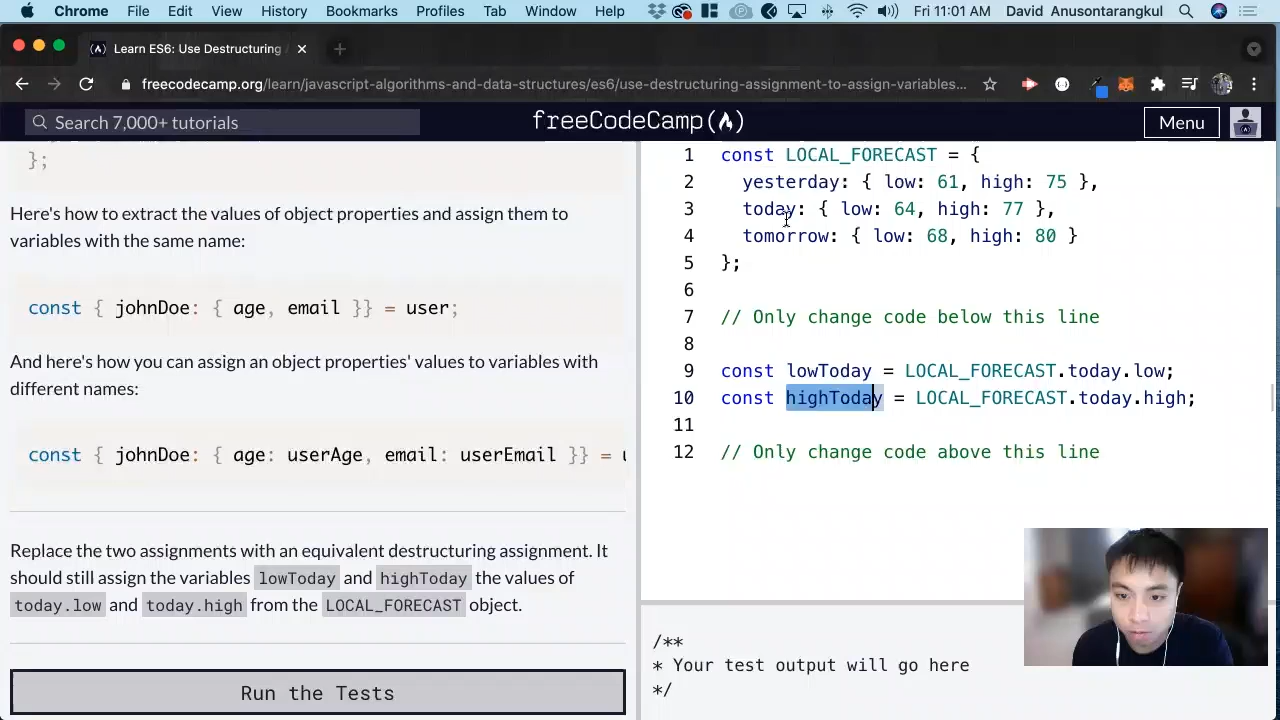 Chrome File Edit View History Bookmarks Profiles Tab Window Help Fri 11:01 AM David Anusontarangkul
Learn ES6: Use Destructuring
freecodecamp.org/learn/javascript-algorithms-and-data-structures/es6/use-destructuring-assignment-to-assign-variables...
Search 7,000+ tutorials
freeCodeCamp
Menu
};
Here's how to extract the values of object properties and assign them to
variables with the same name:
const { johnDoe: { age, email }} = user;
And here's how you can assign an object properties' values to variables with
different names:
const { johnDoe: { age: userAge, email: userEmail }} = u
Replace the two assignments with an equivalent destructuring assignment. It
should still assign the variables lowToday and highToday the values of
today.low and today.high from the LOCAL_FORECAST object.
Run the Tests
1 const LOCAL_FORECAST = {
2 yesterday: { low: 61, high: 75 },
3 today: { low: 64, high: 77 },
4 tomorrow: { low: 68, high: 80 }
5 };
6
7 // Only change code below this line
8
9 const lowToday = LOCAL_FORECAST.today.low;
10 const highToday = LOCAL_FORECAST.today.high;
11
12 // Only change code above this line
/**
* Your test output will go here
*/